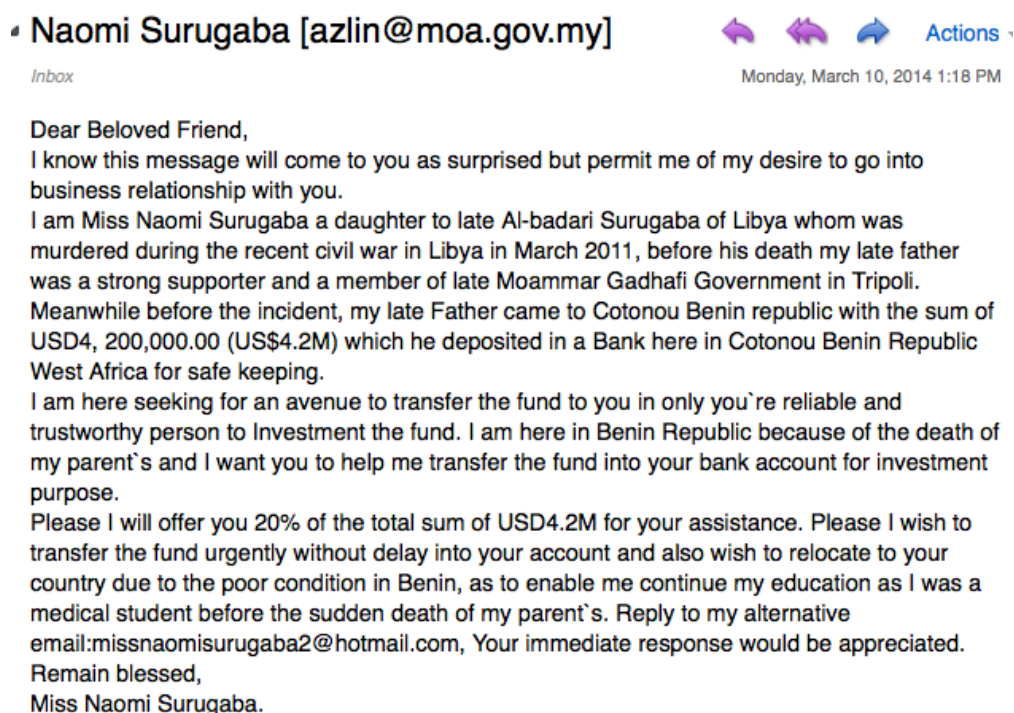 Naomi Surugaba [azlin@moa.gov.my]
Actions
Inbox
Monday, March 10, 2014 1:18 PM
Dear Beloved Friend,
I know this message will come to you as surprised but permit me of my desire to go into
business relationship with you.
I am Miss Naomi Surugaba a daughter to late Al-badari Surugaba of Libya whom was
murdered during the recent civil war in Libya in March 2011, before his death my late father
was a strong supporter and a member of late Moammar Gadhafi Government in Tripoli.
Meanwhile before the incident, my late Father came to Cotonou Benin republic with the sum of
USD4, 200,000.00 (US$4.2M) which he deposited in a Bank here in Cotonou Benin Republic
West Africa for safe keeping.
I am here seeking for an avenue to transfer the fund to you in only you`re reliable and
trustworthy person to Investment the fund. I am here in Benin Republic because of the death of
my parent`s and I want you to help me transfer the fund into your bank account for investment
purpose.
Please I will offer you 20% of the total sum of USD4.2M for your assistance. Please I wish to
transfer the fund urgently without delay into your account and also wish to relocate to your
country due to the poor condition in Benin, as to enable me continue my education as I was a
medical student before the sudden death of my parent`s. Reply to my alternative
email:missnaomisurugaba2@hotmail.com, Your immediate response would be appreciated.
Remain blessed,
Miss Naomi Surugaba.